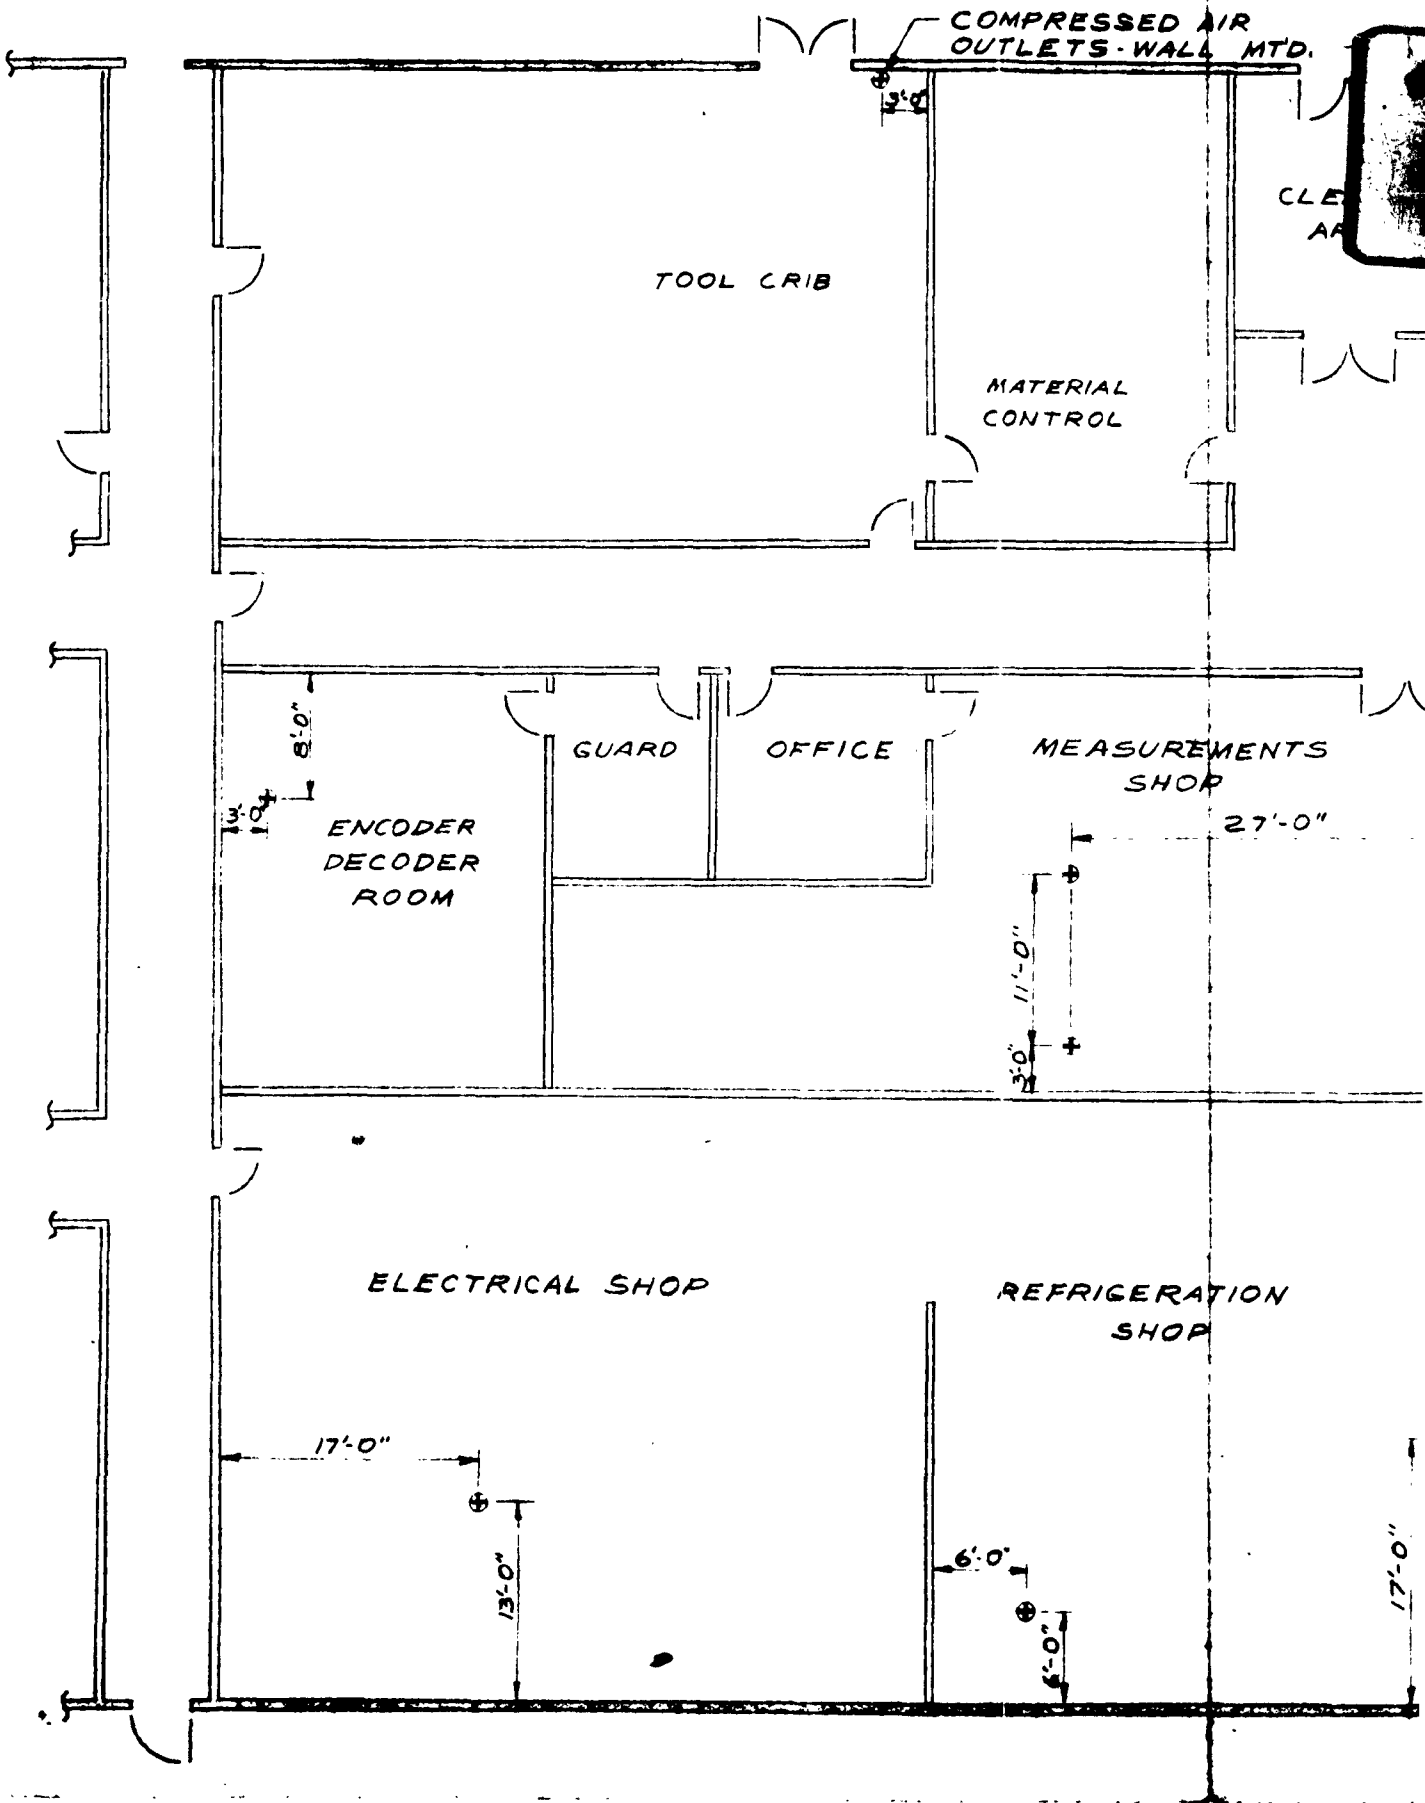 COMPRESSED AIR
OUTLETS - WALL MT'D.
3'-0"
TOOL CRIB
MATERIAL
CONTROL
8'-0"
3'-0"
ENCODER
DECODER
ROOM
GUARD
OFFICE
MEASUREMENTS
SHOP
27'-0"
11'-0"
3'-0"
ELECTRICAL SHOP
REFRIGERATION
SHOP
17'-0"
13'-0"
6'-0"
6'-0"
17'-0"